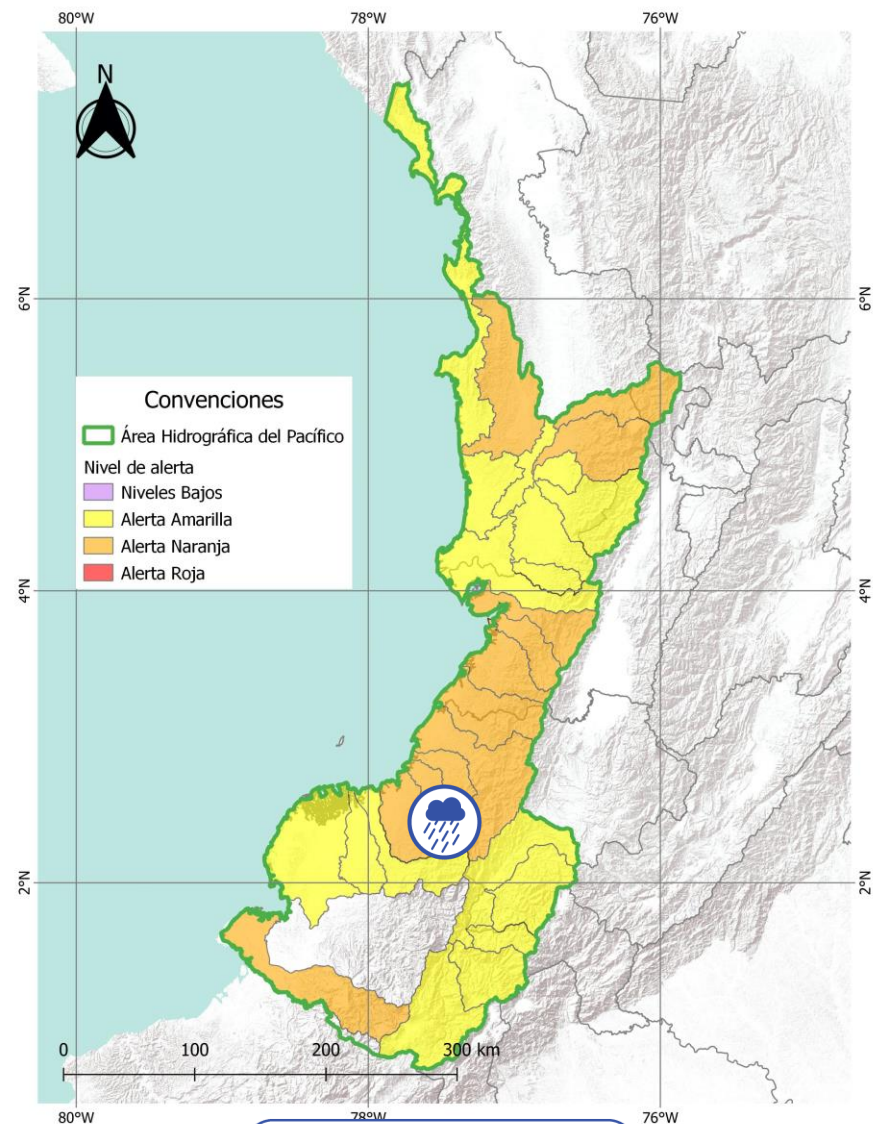 80°W 78°W 76°W
N
6°N 6°N
Convenciones
Área Hidrográfica del Pacífico
Nivel de alerta
Niveles Bajos
Alerta Amarilla
Alerta Naranja
Alerta Roja
4°N 4°N
2°N 2°N
0 100 200 300 km
80°W 78°W 76°W